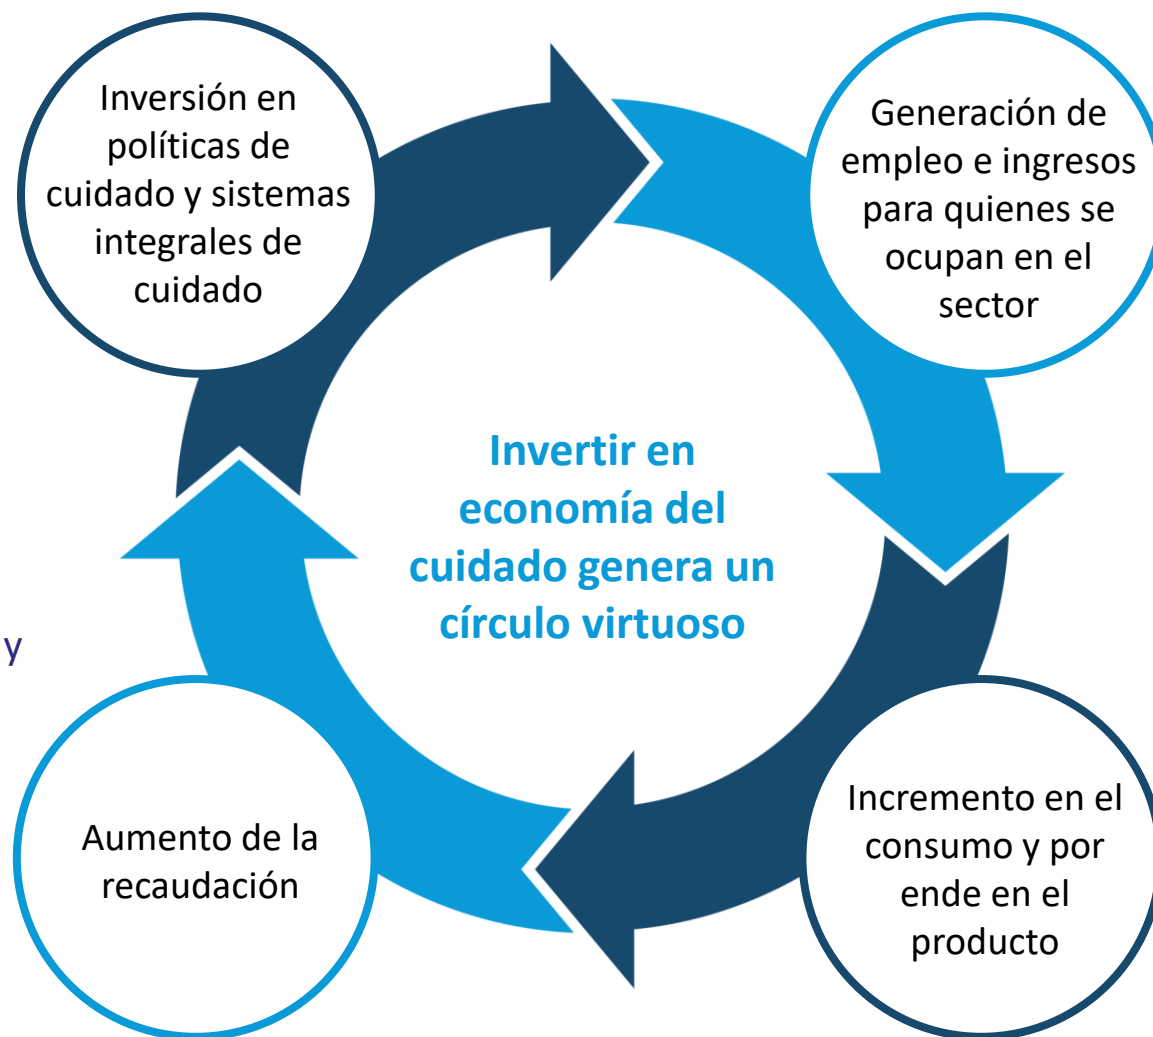 Inversión en
políticas de
cuidado y sistemas
integrales de
cuidado
Generación de
empleo e ingresos
para quienes se
ocupan en el
sector
Invertir en
economía del
cuidado genera un
círculo virtuoso
y
Aumento de la
recaudación
Incremento en el
consumo y por
ende en el
producto